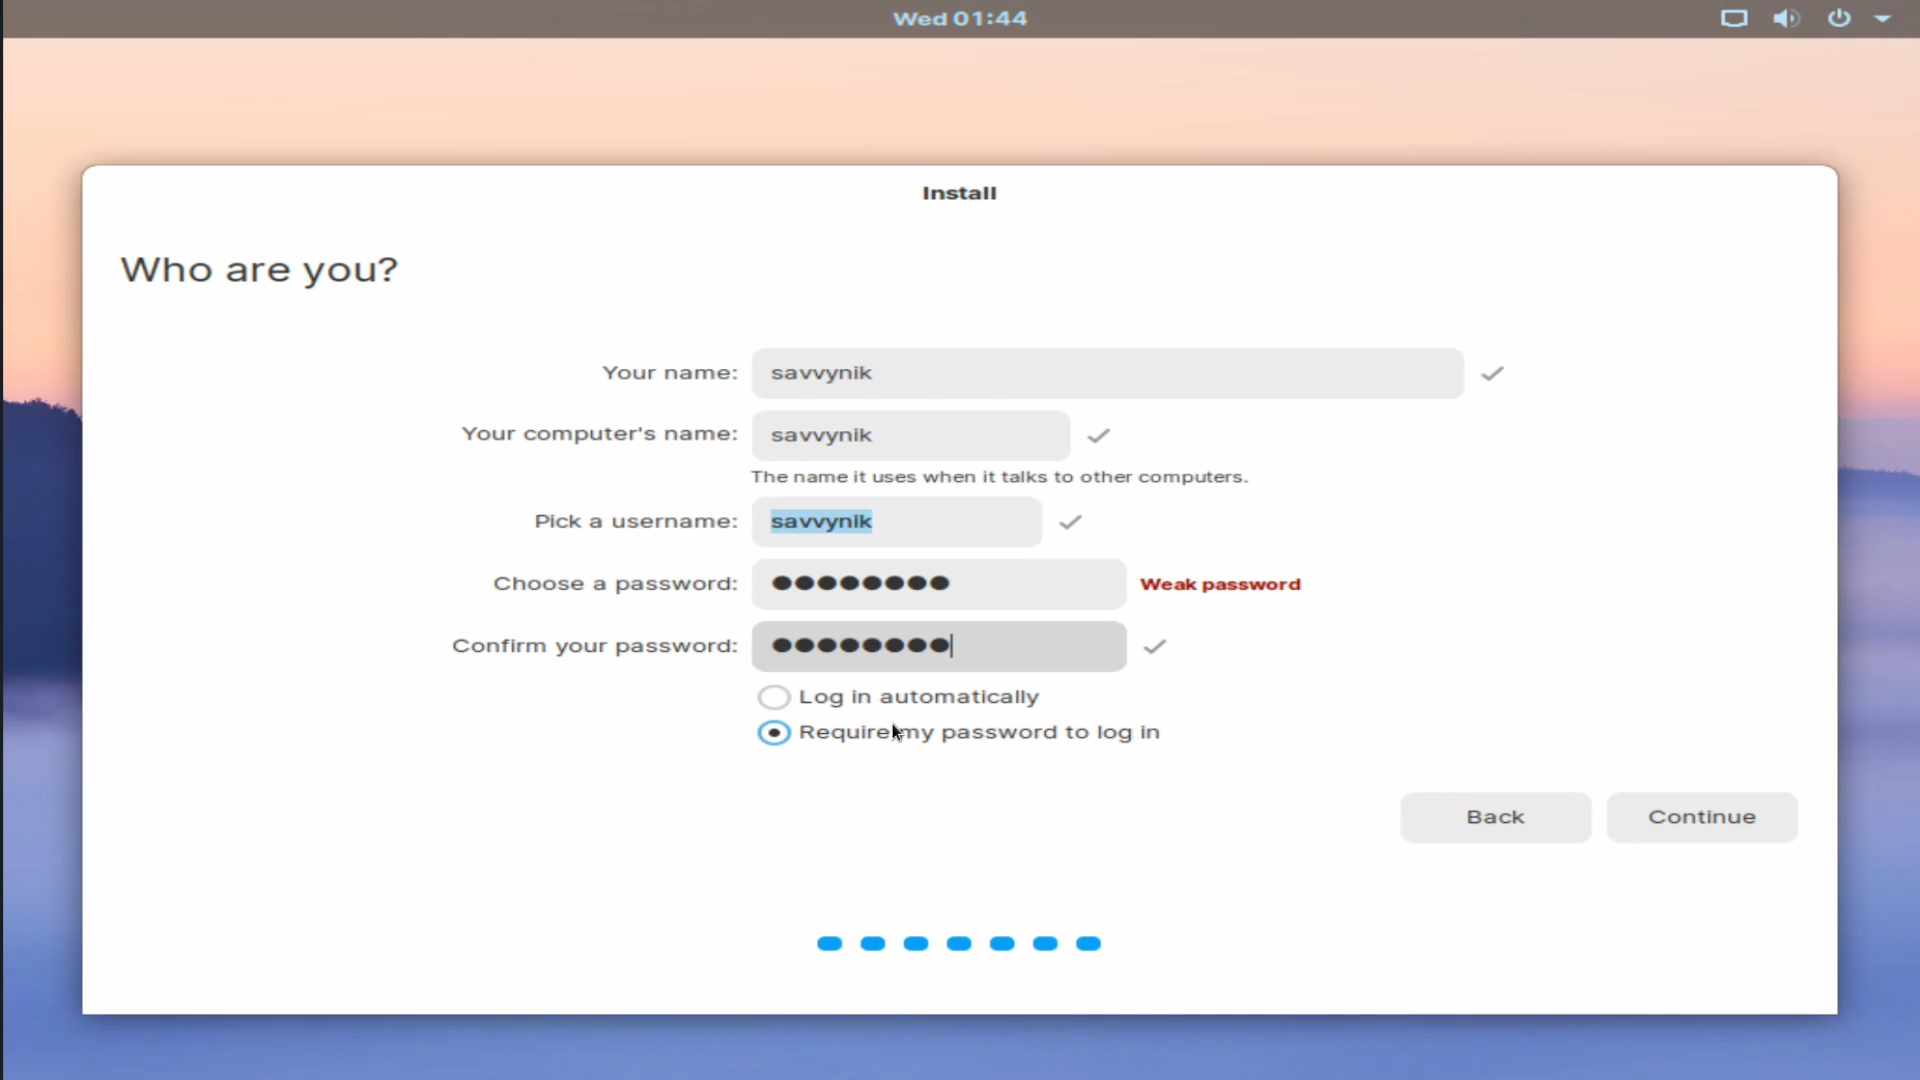 Wed 01:44
Install
Who are you?
Your name: savvynik
Your computer's name: savvynik
The name it uses when it talks to other computers.
Pick a username: savvynik
Choose a password: ●●●●●●●● Weak password
Confirm your password: ●●●●●●●●
Log in automatically
Require my password to log in
Back Continue